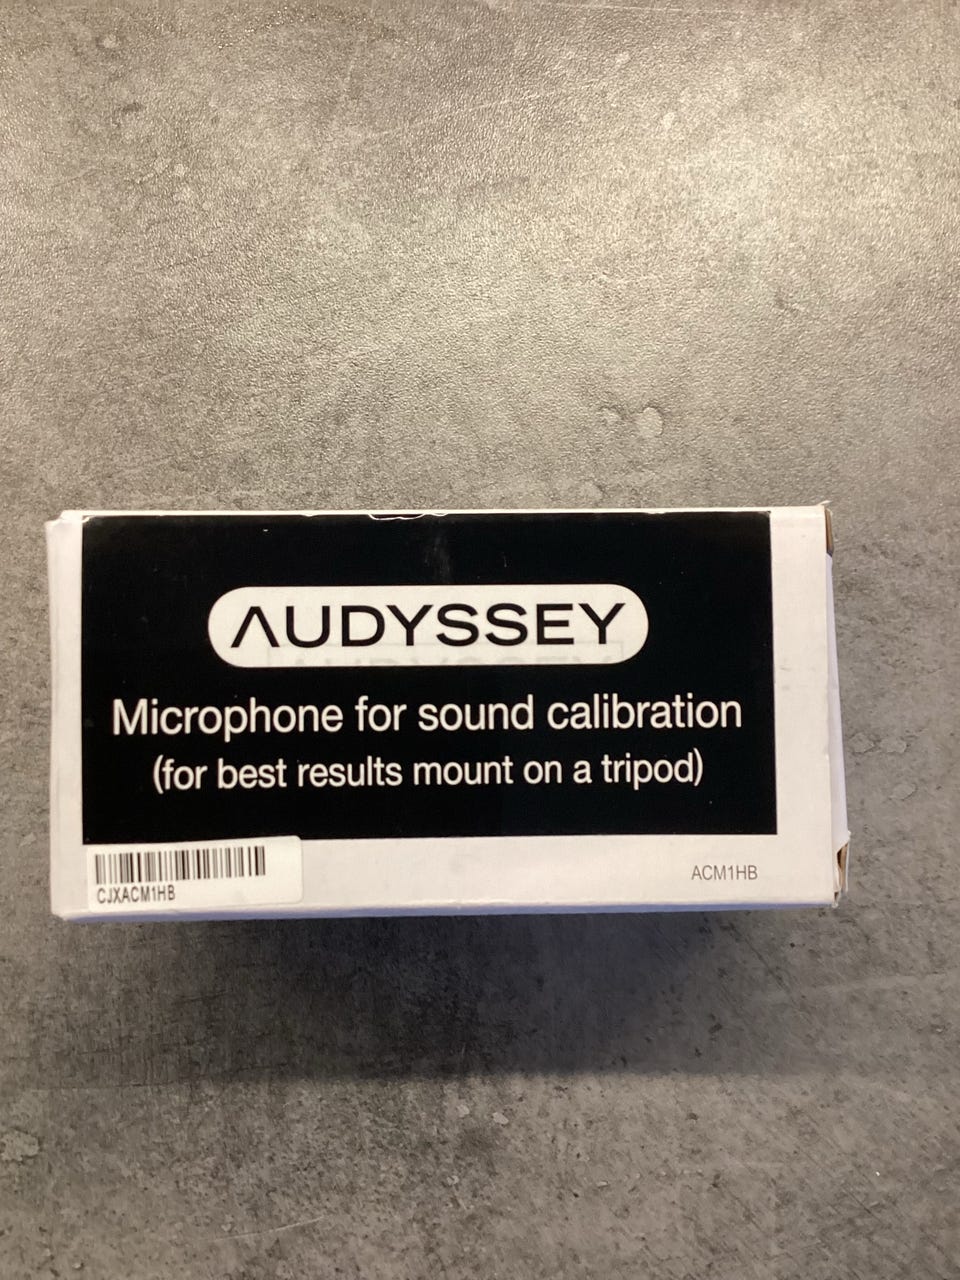 AUDYSSEY
Microphone for sound calibration
(for best results mount on a tripod)
CJXACM1HB
ACM1HB